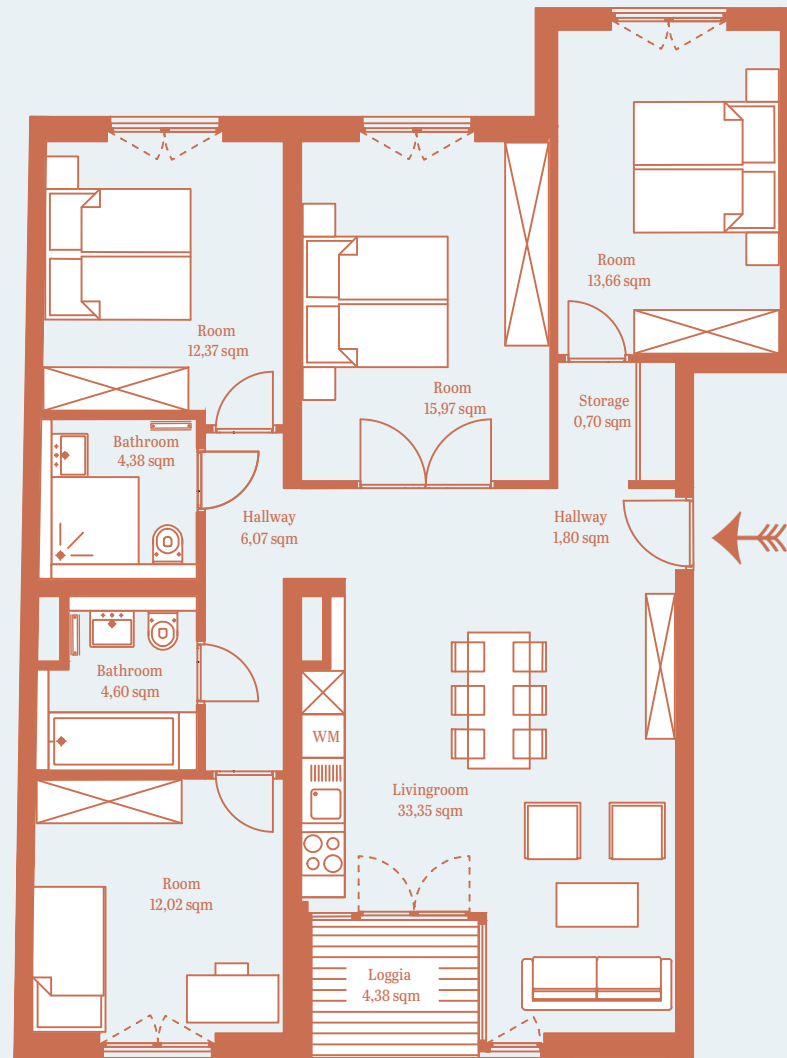 Room
13,66 sqm
Room
12,37 sqm
Room
15,97 sqm
Storage
0,70 sqm
Bathroom
4,38 sqm
Hallway
6,07 sqm
Hallway
1,80 sqm
Bathroom
4,60 sqm
WM
Livingroom
33,35 sqm
Room
12,02 sqm
Loggia
4,38 sqm